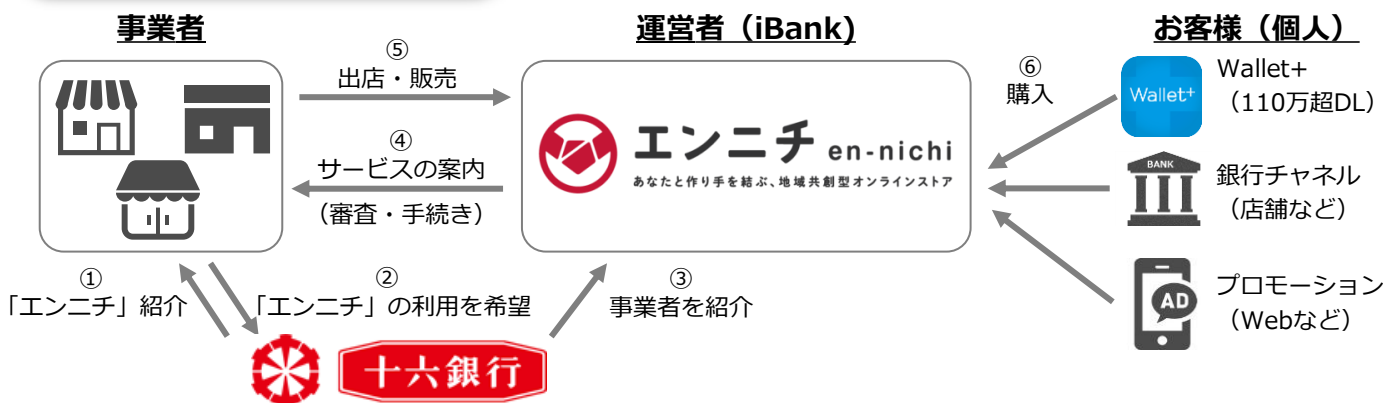 事業者
運営者（iBank)
お客様（個人）
⑤
出店・販売
④
サービスの案内
（審査・手続き）
エンニチ en-nichi
あなたと作り手を結ぶ、地域共創型オンラインストア
⑥
購入
Wallet+
Wallet+
（110万超DL）
BANK
銀行チャネル
（店舗など）
AD
プロモーション
（Webなど）
①
「エンニチ」紹介
②
「エンニチ」の利用を希望
③
事業者を紹介
十六銀行